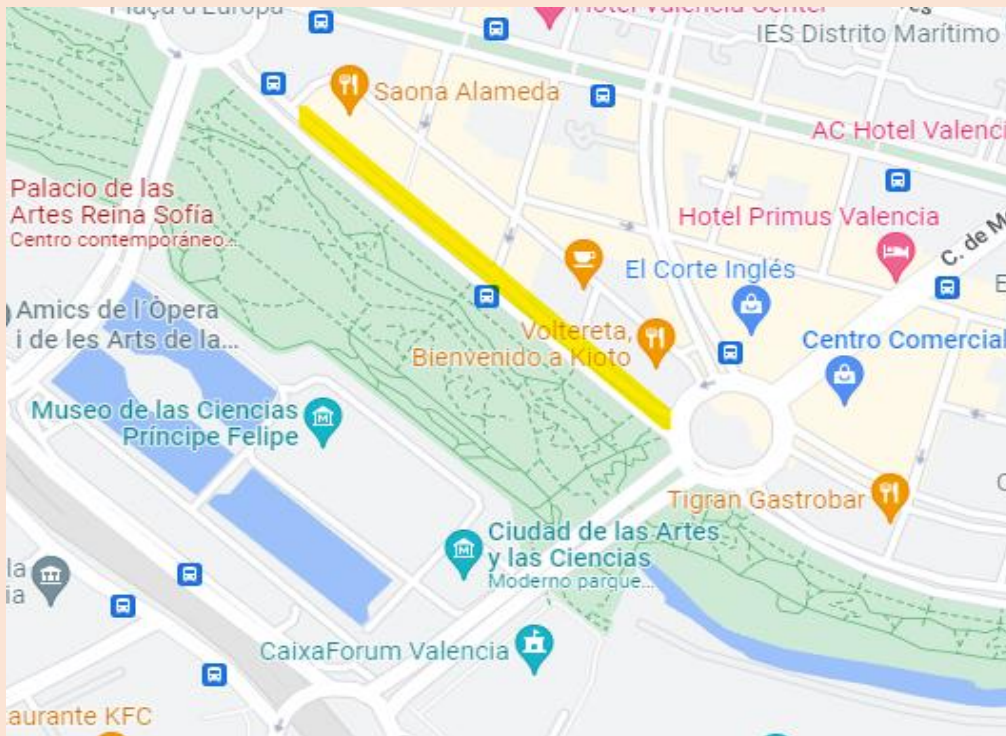 Plaça d'Europa
Hotel Valencia Center
IES Distrito Marítimo
Saona Alameda
AC Hotel Valenci
Palacio de las
Artes Reina Sofía
Centro contemporáneo...
Hotel Primus Valencia
C. de M
El Corte Inglés
Amics de l'Òpera
i de les Arts de la...
Voltereta,
Bienvenido a Kioto
Centro Comercial
Museo de las Ciencias
Príncipe Felipe
Tigran Gastrobar
Ciudad de las Artes
y las Ciencias
Moderno parque...
la
ia
CaixaForum Valencia
aurante KFC